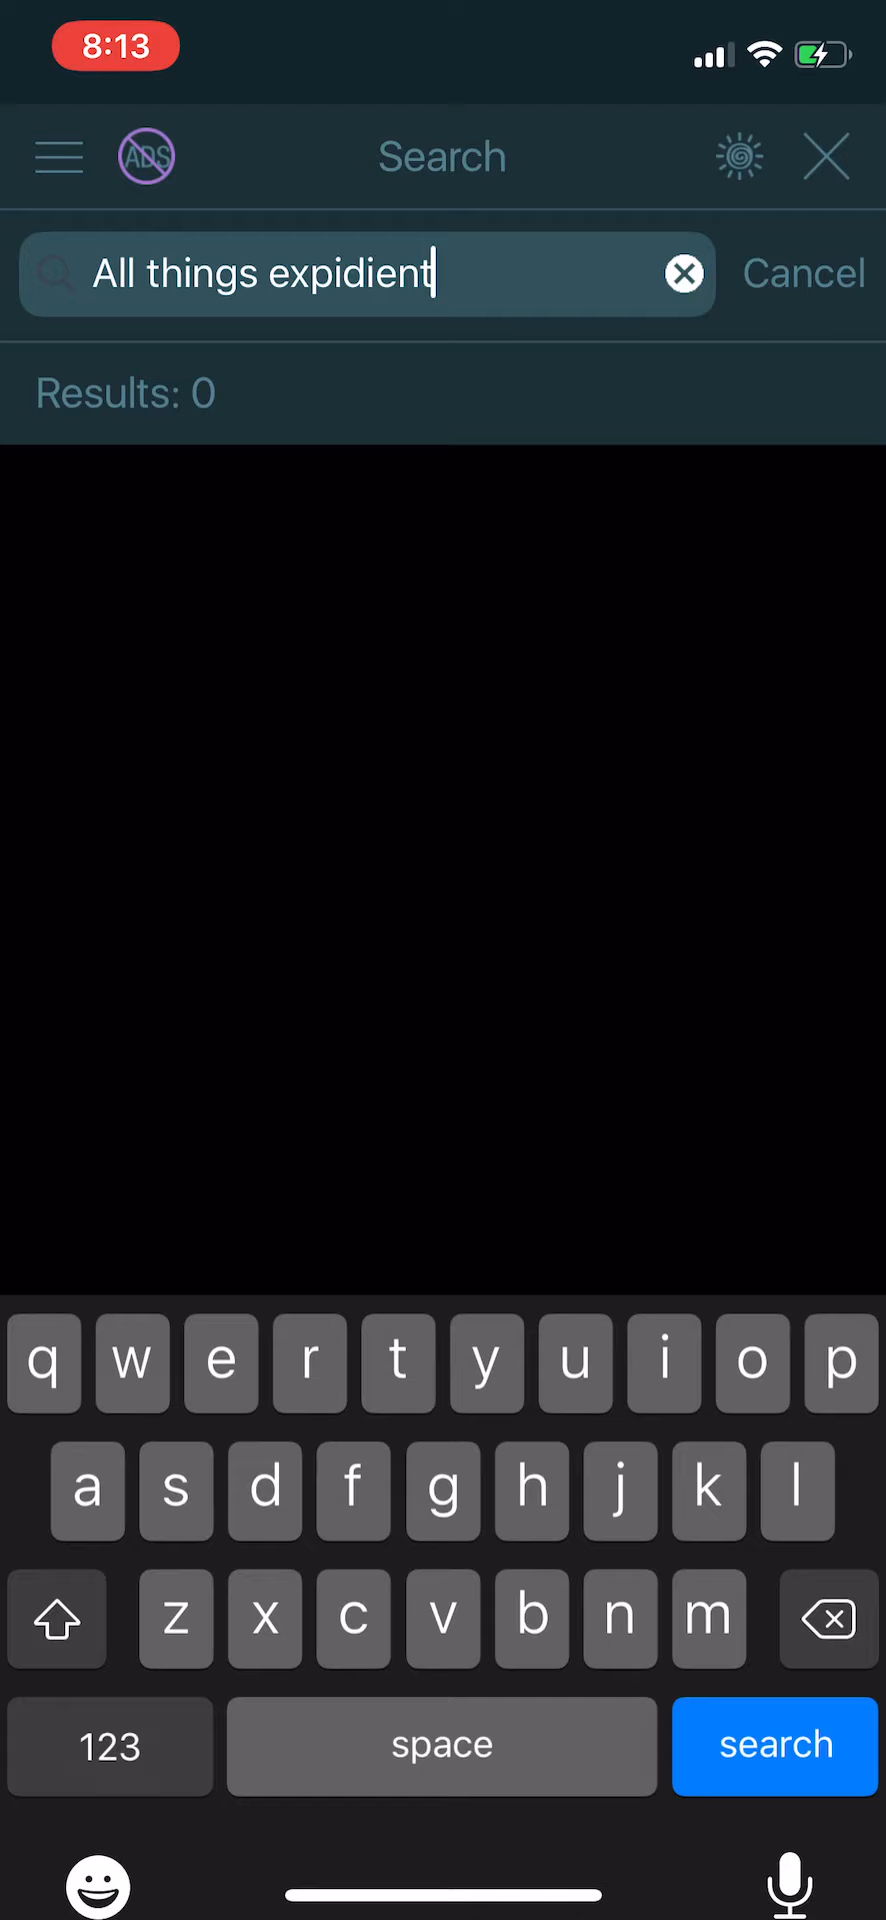 8:13
ADS
Search
All things expidient
Cancel
Results: 0
q w e r t y u i o p
a s d f g h j k l
z x c v b n m
123 space search